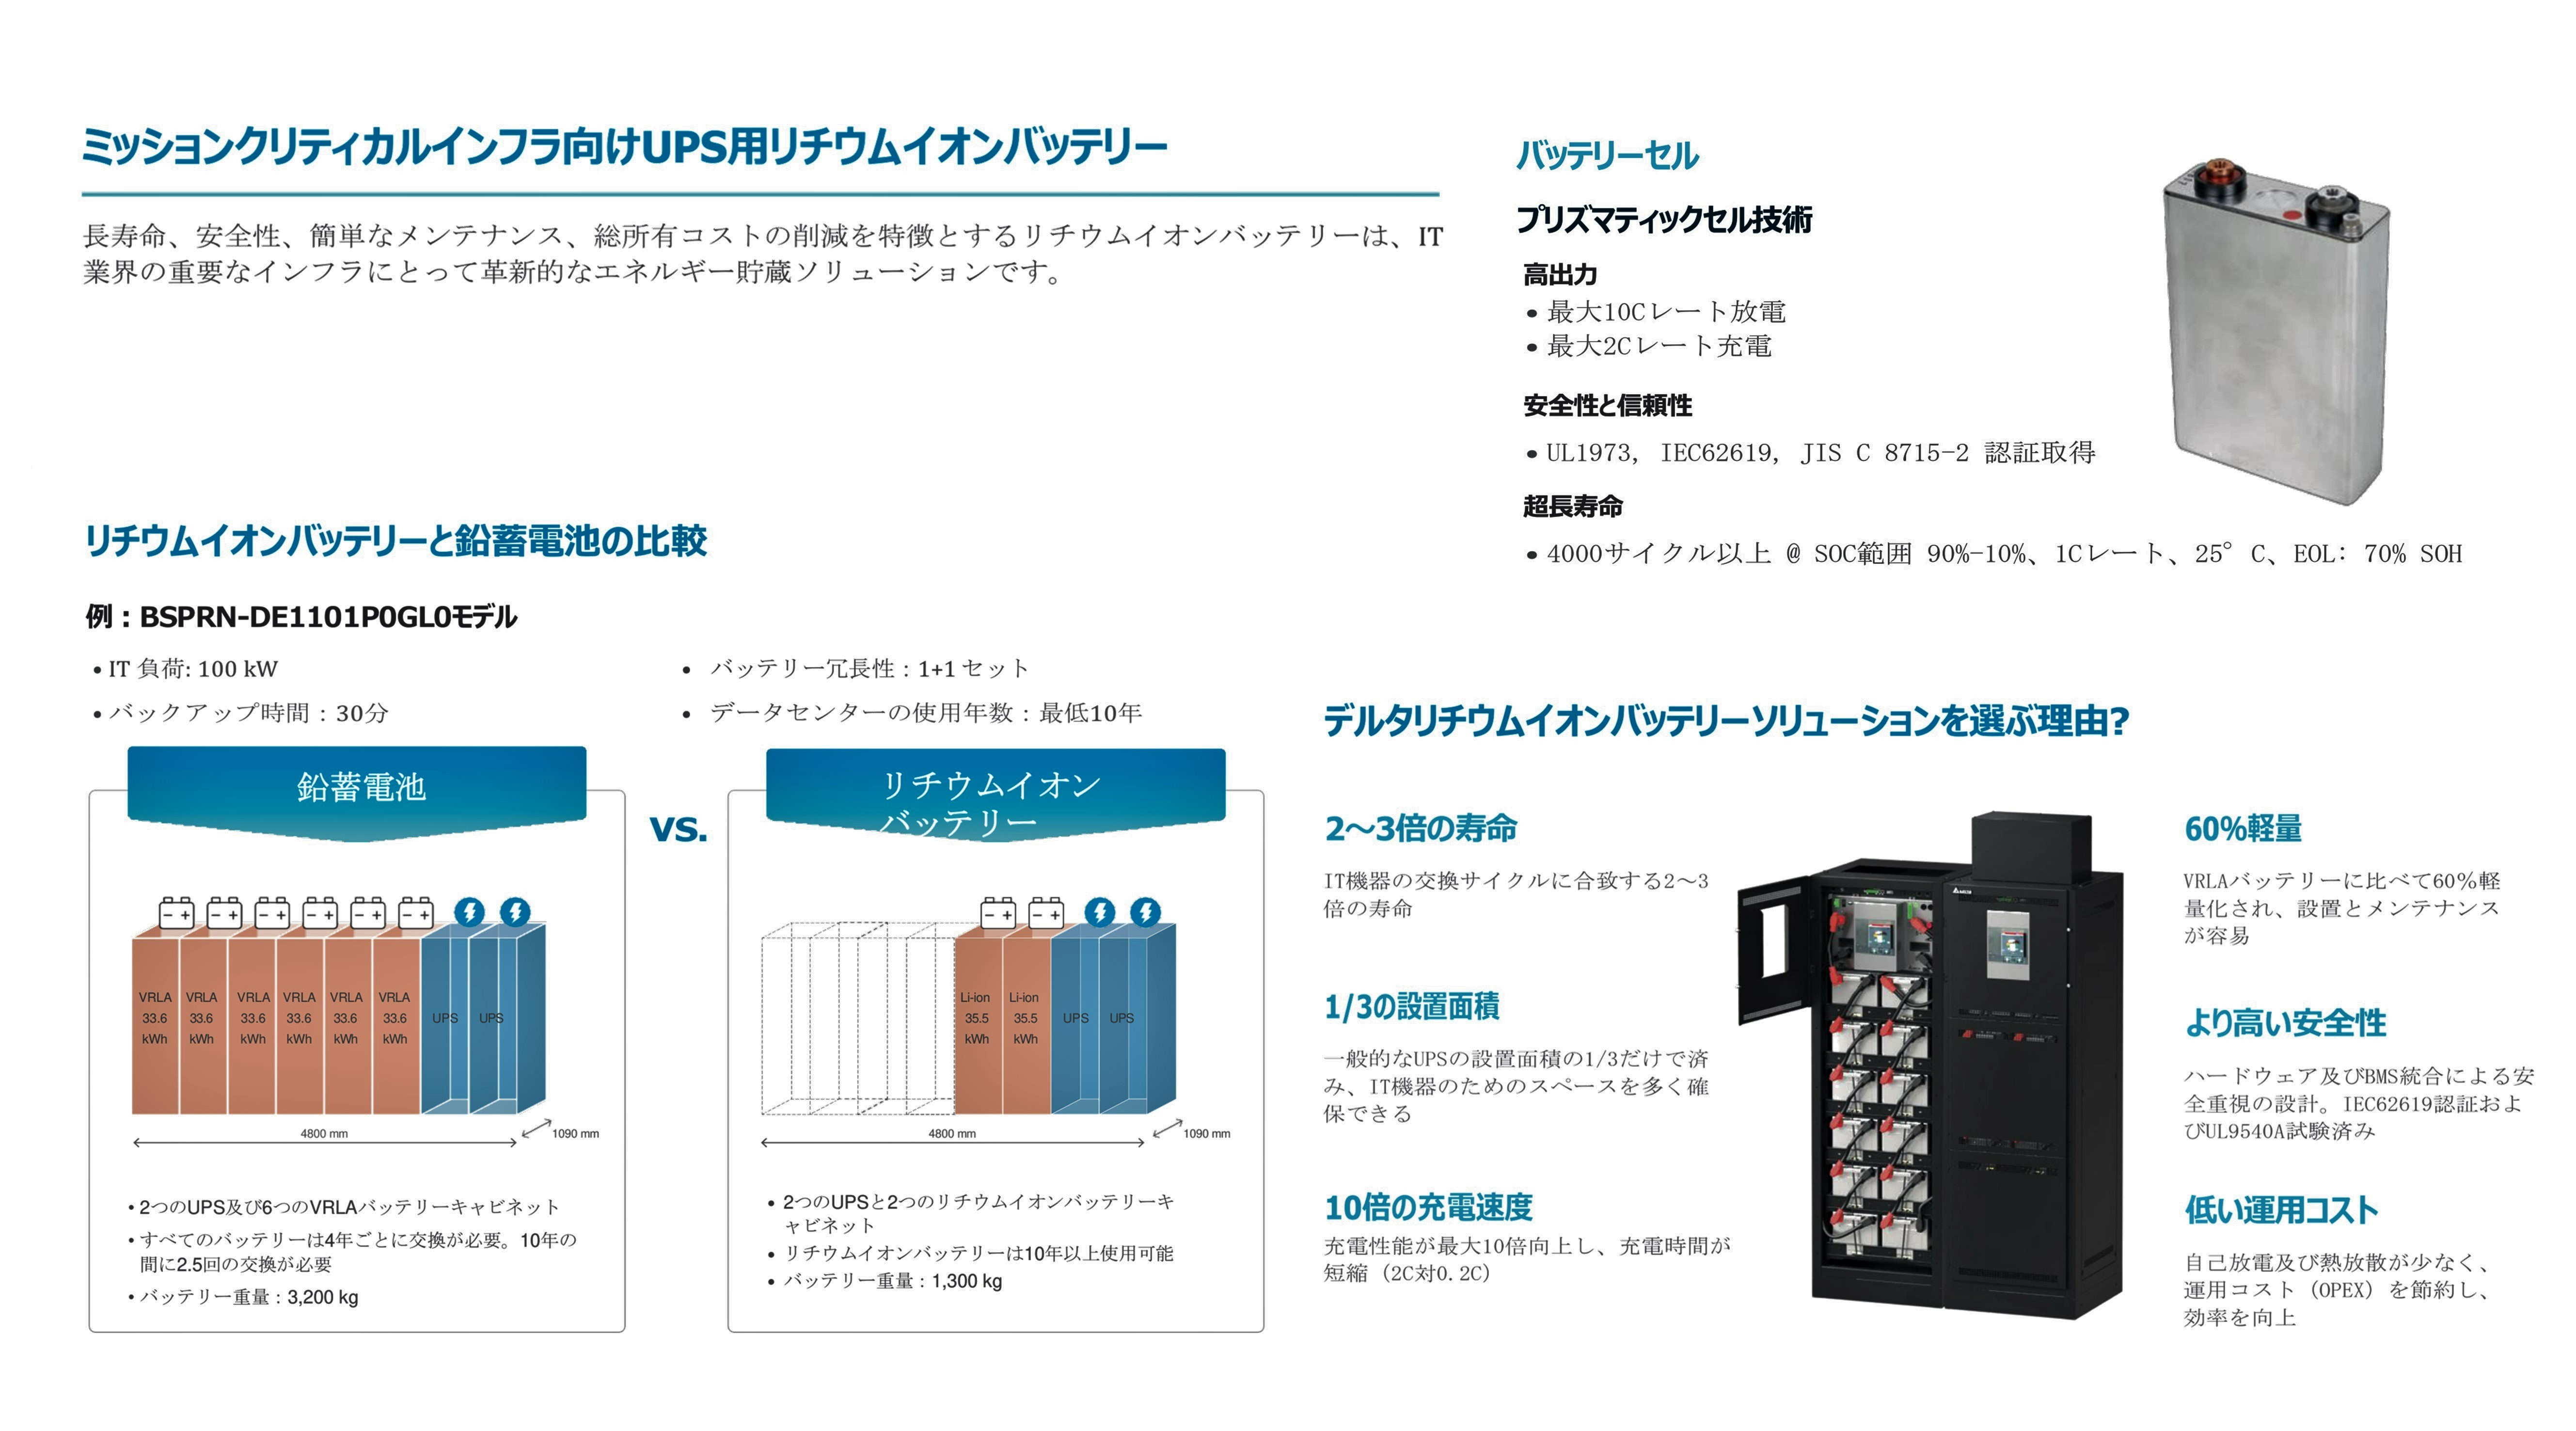 ミッションクリティカルインフラ向けUPS用リチウムイオンバッテリー
長寿命、安全性、簡単なメンテナンス、総所有コストの削減を特徴とするリチウムイオンバッテリーは、IT
業界の重要なインフラにとって革新的なエネルギー貯蔵ソリューションです。
バッテリーセル
プリズマティックセル技術
高出力
• 最大10Cレート放電
• 最大2Cレート充電
安全性と信頼性
• UL1973, IEC62619, JIS C 8715-2 認証取得
超長寿命
• 4000サイクル以上 @ SOC範囲 90%-10%、1Cレート、25°C、EOL: 70% SOH
リチウムイオンバッテリーと鉛蓄電池の比較
例：BSPRN-DE1101P0GL0モデル
• IT 負荷: 100 kW
• バックアップ時間：30分
• バッテリー冗長性：1+1 セット
• データセンターの使用年数：最低10年
鉛蓄電池
VRLA VRLA VRLA VRLA VRLA VRLA
33.6 33.6 33.6 33.6 33.6 33.6 UPS UPS
kWh kWh kWh kWh kWh kWh
4800 mm
1090 mm
• 2つのUPS及び6つのVRLAバッテリーキャビネット
• すべてのバッテリーは4年ごとに交換が必要。10年の
間に2.5回の交換が必要
• バッテリー重量：3,200 kg
VS.
リチウムイオン
バッテリー
Li-ion Li-ion
35.5 35.5 UPS UPS
kWh kWh
4800 mm
1090 mm
• 2つのUPSと2つのリチウムイオンバッテリーキ
ャビネット
• リチウムイオンバッテリーは10年以上使用可能
• バッテリー重量：1,300 kg
デルタリチウムイオンバッテリーソリューションを選ぶ理由?
2～3倍の寿命
IT機器の交換サイクルに合致する2～3
倍の寿命
1/3の設置面積
一般的なUPSの設置面積の1/3だけで済
み、IT機器のためのスペースを多く確
保できる
10倍の充電速度
充電性能が最大10倍向上し、充電時間が
短縮（2C対0.2C）
60%軽量
VRLAバッテリーに比べて60%軽
量化され、設置とメンテナンス
が容易
より高い安全性
ハードウェア及びBMS統合による安
全重視の設計。IEC62619認証およ
びUL9540A試験済み
低い運用コスト
自己放電及び熱放散が少なく、
運用コスト（OPEX）を節約し、
効率を向上